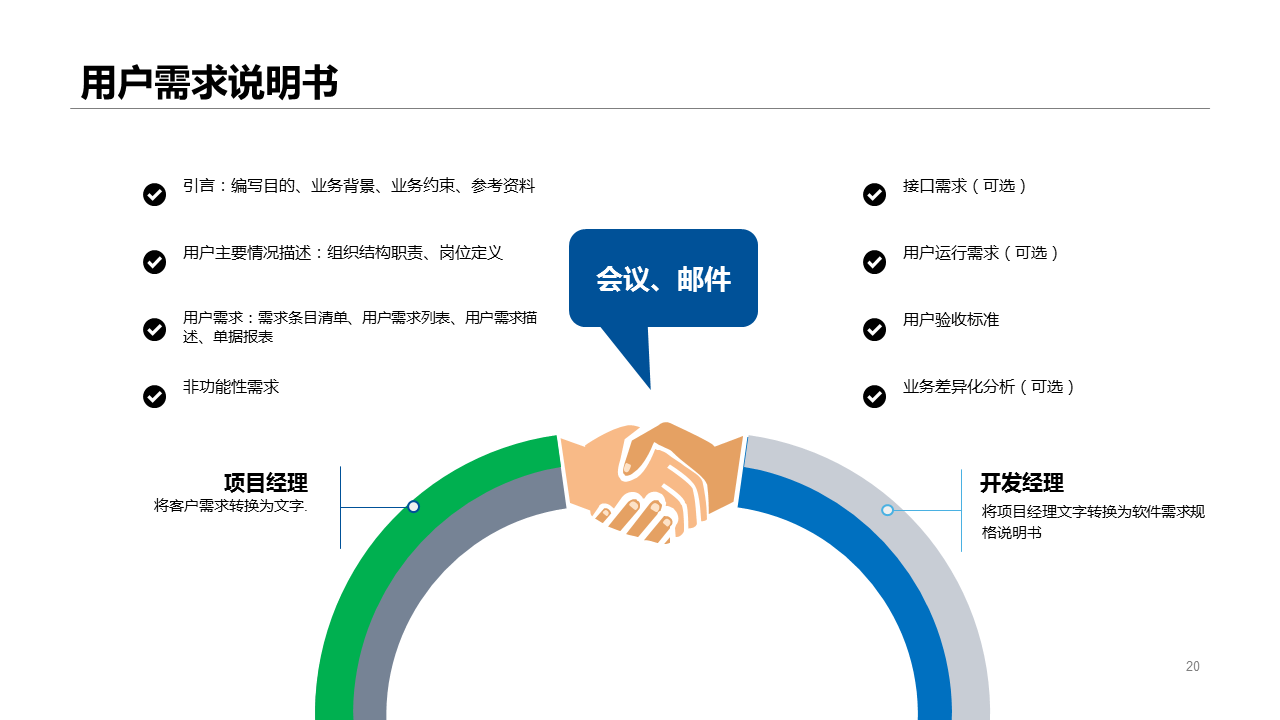 用户需求说明书
引言：编写目的、业务背景、业务约束、参考资料
用户主要情况描述：组织结构职责、岗位定义
用户需求：需求条目清单、用户需求列表、用户需求描
述、单据报表
非功能性需求
接口需求（可选）
用户运行需求（可选）
用户验收标准
业务差异化分析（可选）
会议、邮件
项目经理
将客户需求转换为文字.
开发经理
将项目经理文字转换为软件需求规
格说明书
20